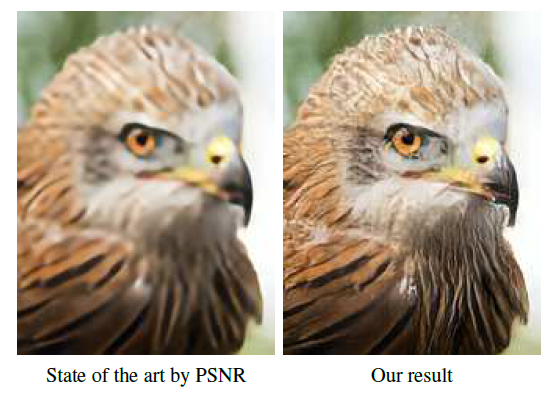 State of the art by PSNR
Our result